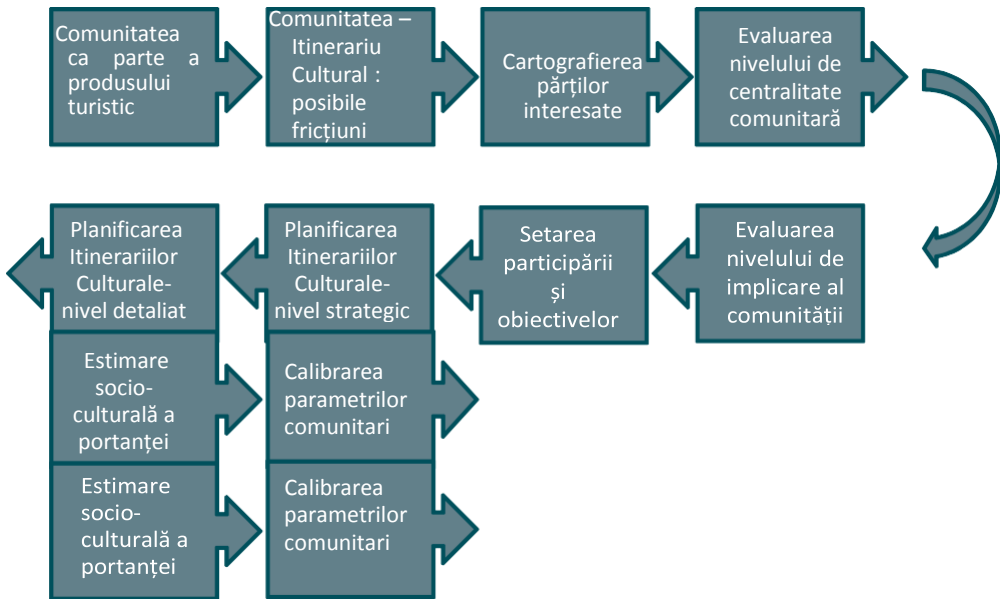 Comunitatea
ca parte a
produsului
turistic
Comunitatea –
Itinerariu
Cultural :
posibile
fricțiuni
Cartografierea
părților
interesate
Evaluarea
nivelului de
centralitate
comunitară
Planificarea
Itinerariilor
Culturale-
nivel detaliat
Planificarea
Itinerariilor
Culturale-
nivel strategic
Setarea
participării
și
obiectivelor
Evaluarea
nivelului de
implicare al
comunității
Estimare
socio-
culturală a
portanței
Calibrarea
parametrilor
comunitari
Estimare
socio-
culturală a
portanței
Calibrarea
parametrilor
comunitari